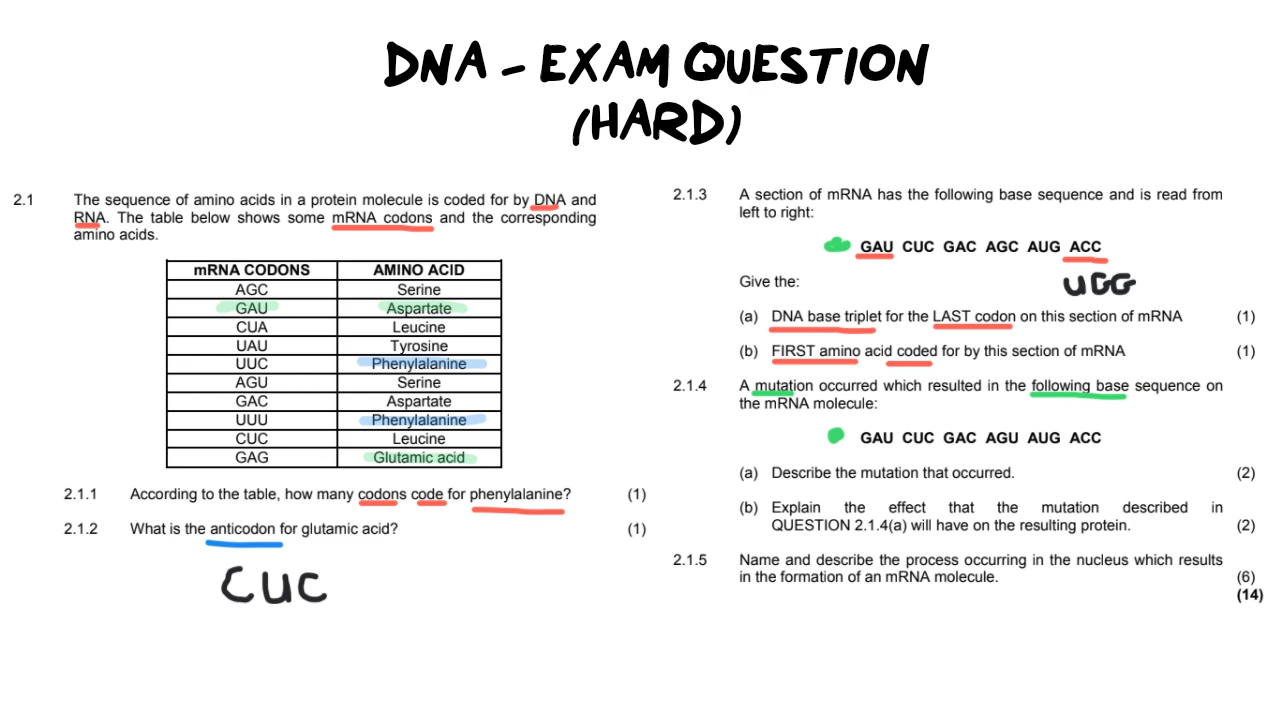 DNA - EXAM QUESTION
(HARD)
2.1 The sequence of amino acids in a protein molecule is coded for by DNA and
RNA. The table below shows some mRNA codons and the corresponding
amino acids.
mRNA CODONS AMINO ACID
AGC Serine
GAU Aspartate
CUA Leucine
UAU Tyrosine
UUC Phenylalanine
AGU Serine
GAC Aspartate
UUU Phenylalanine
CUC Leucine
GAG Glutamic acid
2.1.1 According to the table, how many codons code for phenylalanine? (1)
2.1.2 What is the anticodon for glutamic acid? (1)
CUC
2.1.3 A section of mRNA has the following base sequence and is read from
left to right:
GAU CUC GAC AGC AUG ACC
Give the:
UGG
(a) DNA base triplet for the LAST codon on this section of mRNA (1)
(b) FIRST amino acid coded for by this section of mRNA (1)
2.1.4 A mutation occurred which resulted in the following base sequence on
the mRNA molecule:
GAU CUC GAC AGU AUG ACC
(a) Describe the mutation that occurred. (2)
(b) Explain the effect that the mutation described in
QUESTION 2.1.4(a) will have on the resulting protein. (2)
2.1.5 Name and describe the process occurring in the nucleus which results
in the formation of an mRNA molecule. (6)
(14)